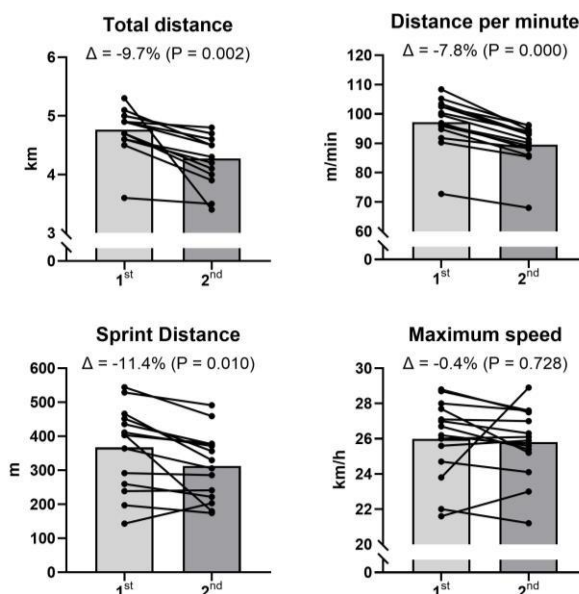 Total distance
Δ = -9.7% (P = 0.002)
km
6
5
4
3
0
1st
2nd
Distance per minute
Δ = -7.8% (P = 0.000)
m/min
120
110
100
90
80
70
60
0
1st
2nd
Sprint Distance
Δ = -11.4% (P = 0.010)
m
600
500
400
300
200
100
0
1st
2nd
Maximum speed
Δ = -0.4% (P = 0.728)
km/h
30
28
26
24
22
20
0
1st
2nd